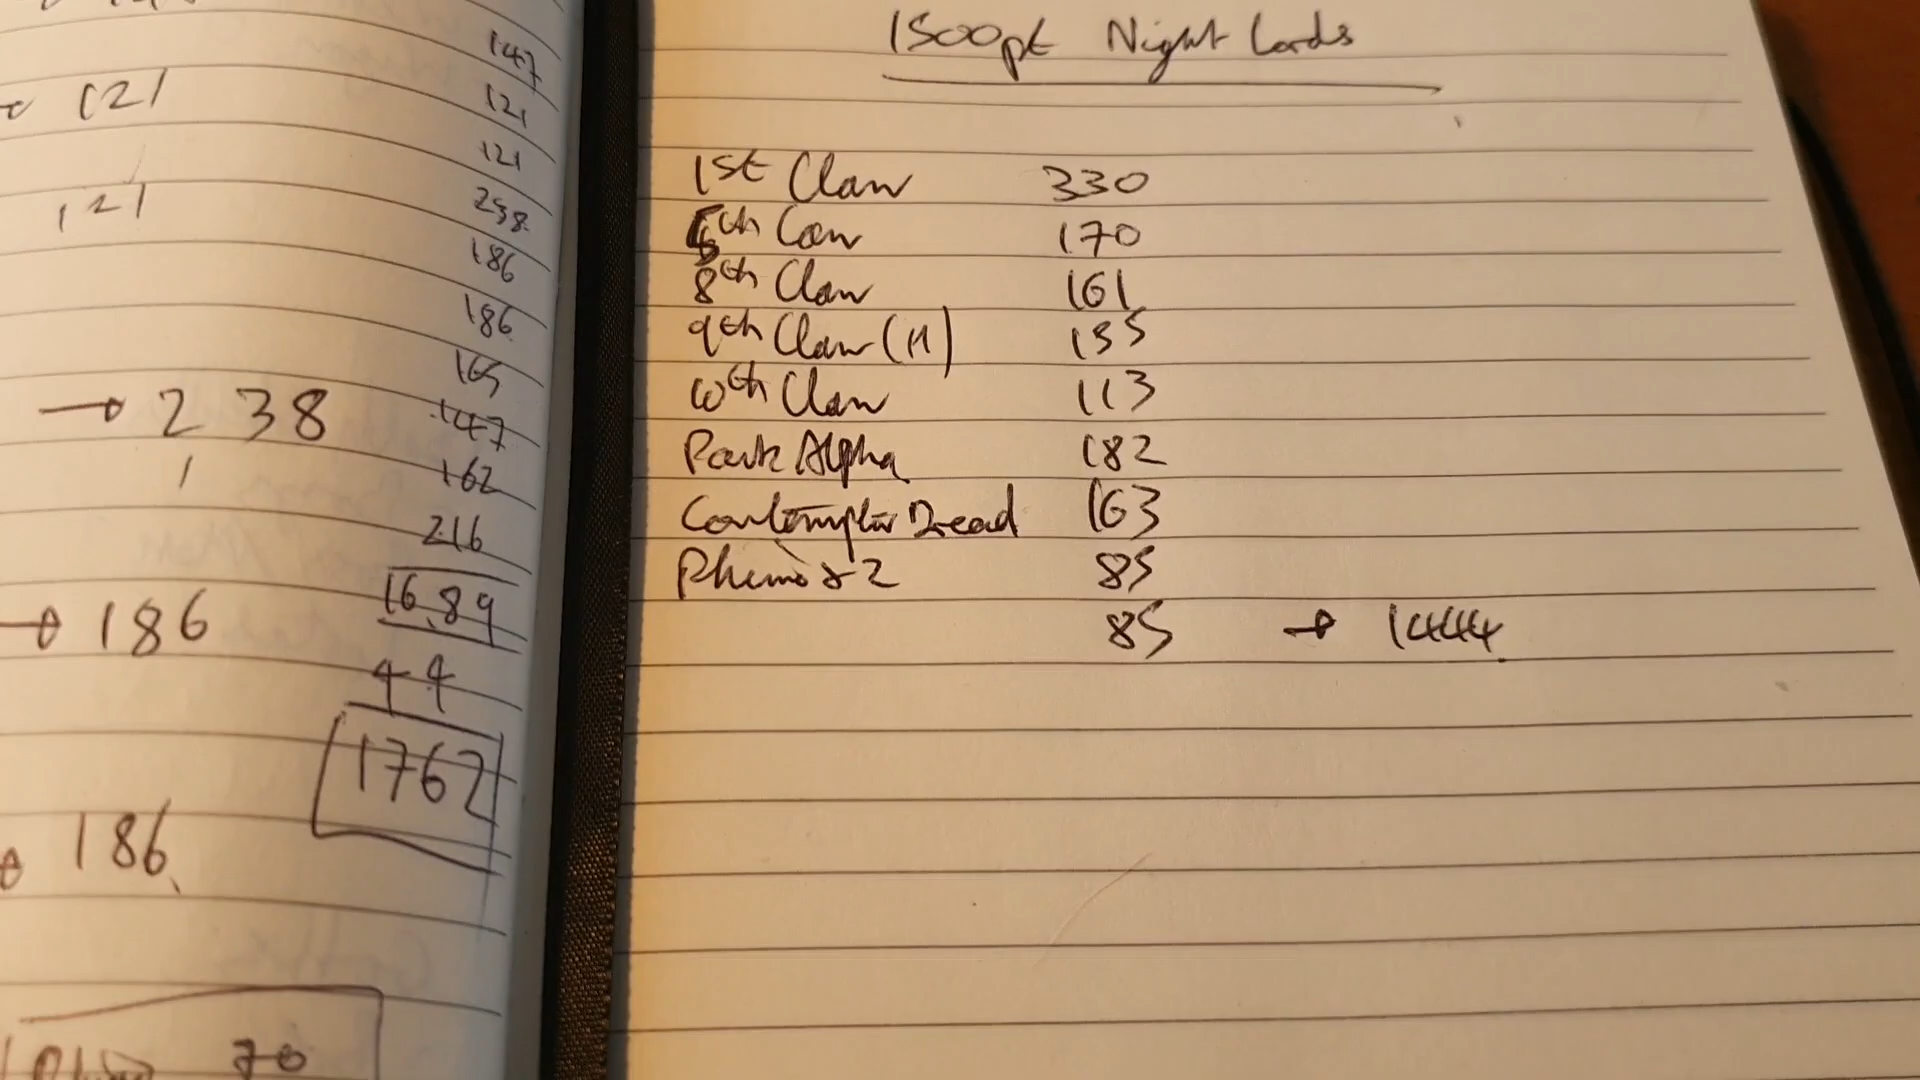 147
121
121
121
238
121
186
186
165
→ 238
147
1
162
216
1689
→ 186
44
1762
186
70
1500pt Night Lords
1st Claw 330
5th Claw 170
8th Claw 161
9th Claw (H) 155
10th Claw 113
Pack Alpha 182
Contemptor Dread 163
Rhino x2 85
85 → 1444